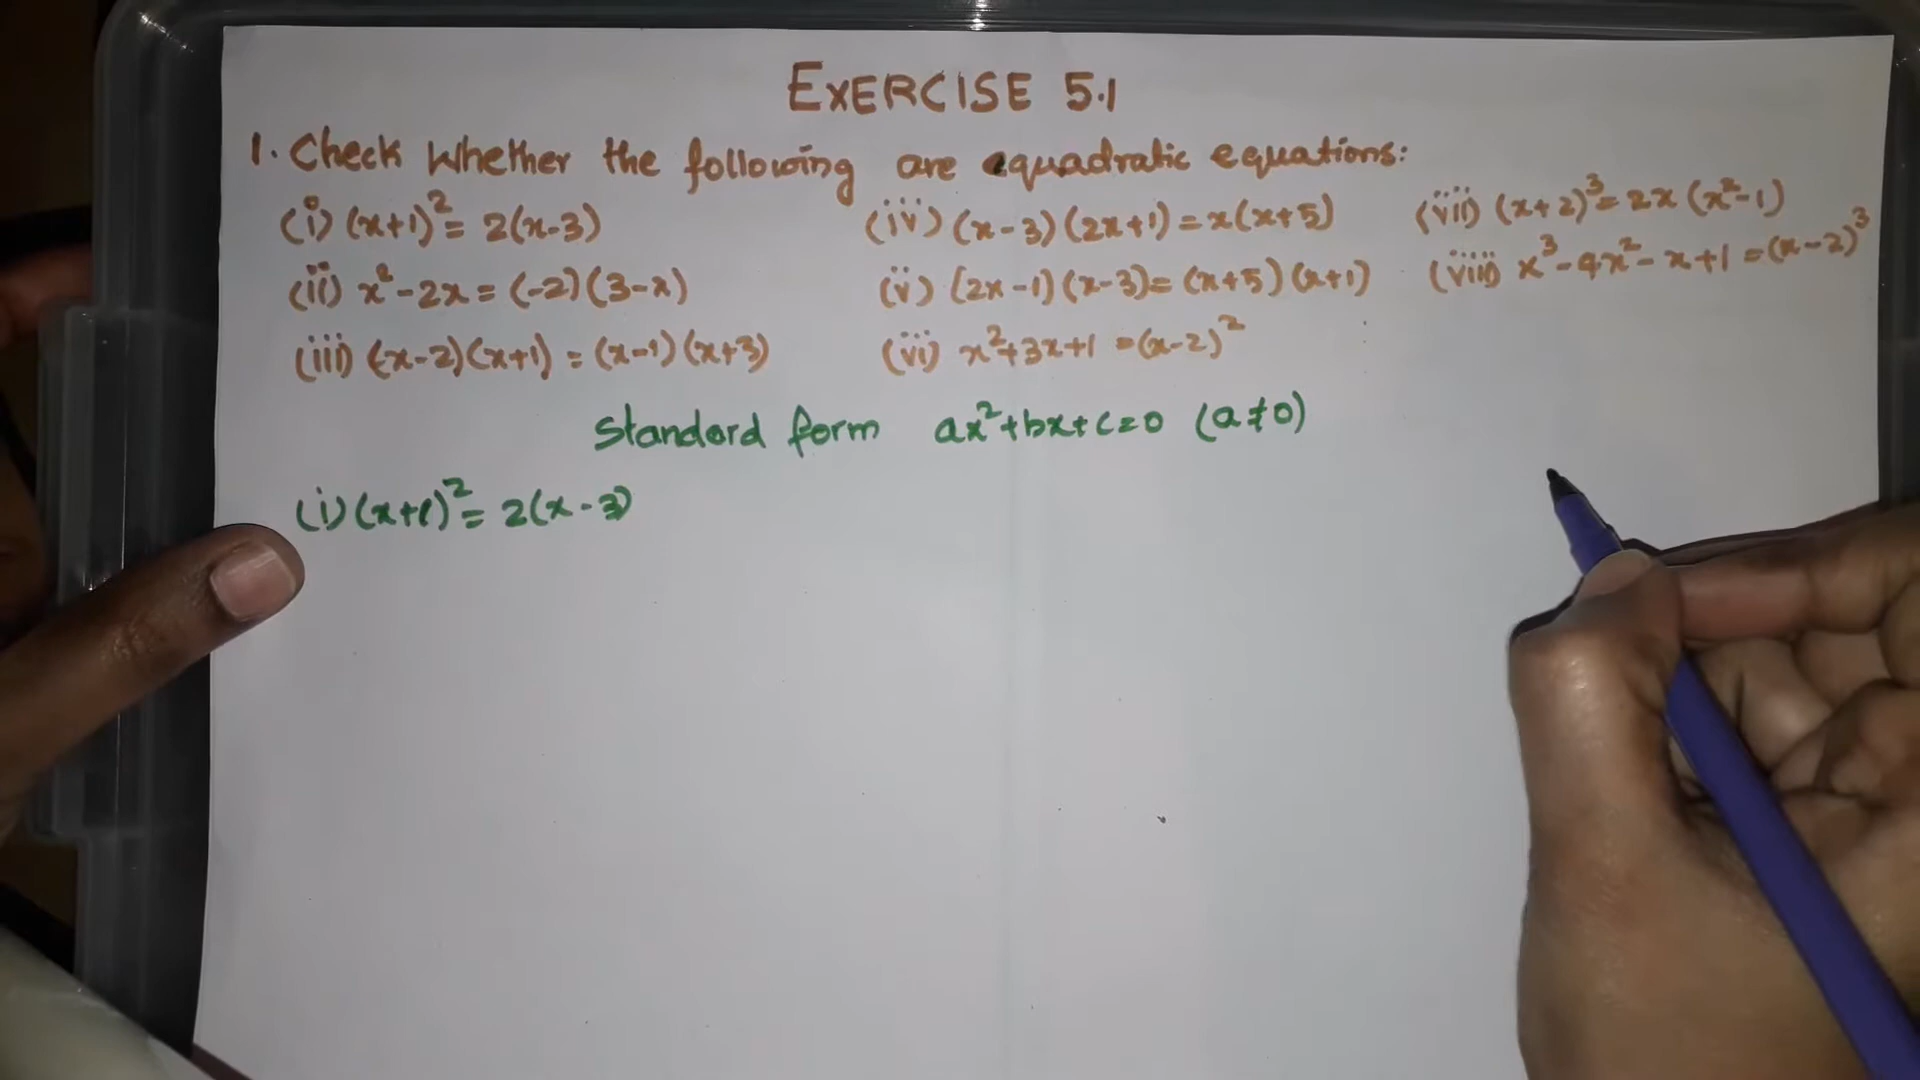 EXERCISE 5.1
1. Check whether the following are quadratic equations:
(i) (x+1)² = 2(x-3)
(ii) x² - 2x = (-2)(3-x)
(iii) (x-2)(x+1) = (x-1)(x+3)
(iv) (x-3)(2x+1) = x(x+5)
(v) (2x-1)(x-3) = (x+5)(x+1)
(vi) x²+3x+1 = (x-2)²
(vii) (x+2)³ = 2x(x²-1)
(viii) x³ - 4x² - x + 1 = (x-2)³
Standard form ax²+bx+c=0 (a≠0)
(i) (x+1)² = 2(x-3)